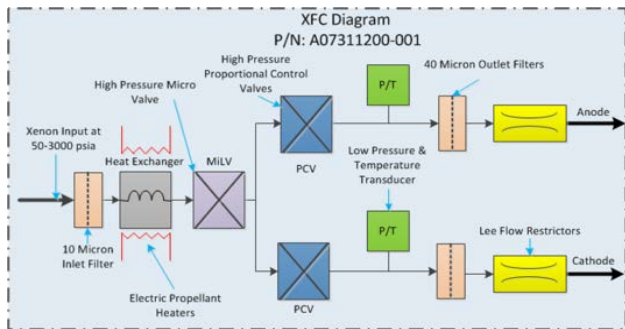 XFC Diagram
P/N: A07311200-001
High Pressure
Proportional Control
Valves
40 Micron Outlet Filters
High Pressure Micro
Valve
P/T
Anode
Xenon Input at
50-3000 psia
Heat Exchanger
MiLV
PCV
Low Pressure &
Temperature
Transducer
10 Micron
Inlet Filter
P/T
Lee Flow Restrictors
Cathode
Electric Propellant
Heaters
PCV